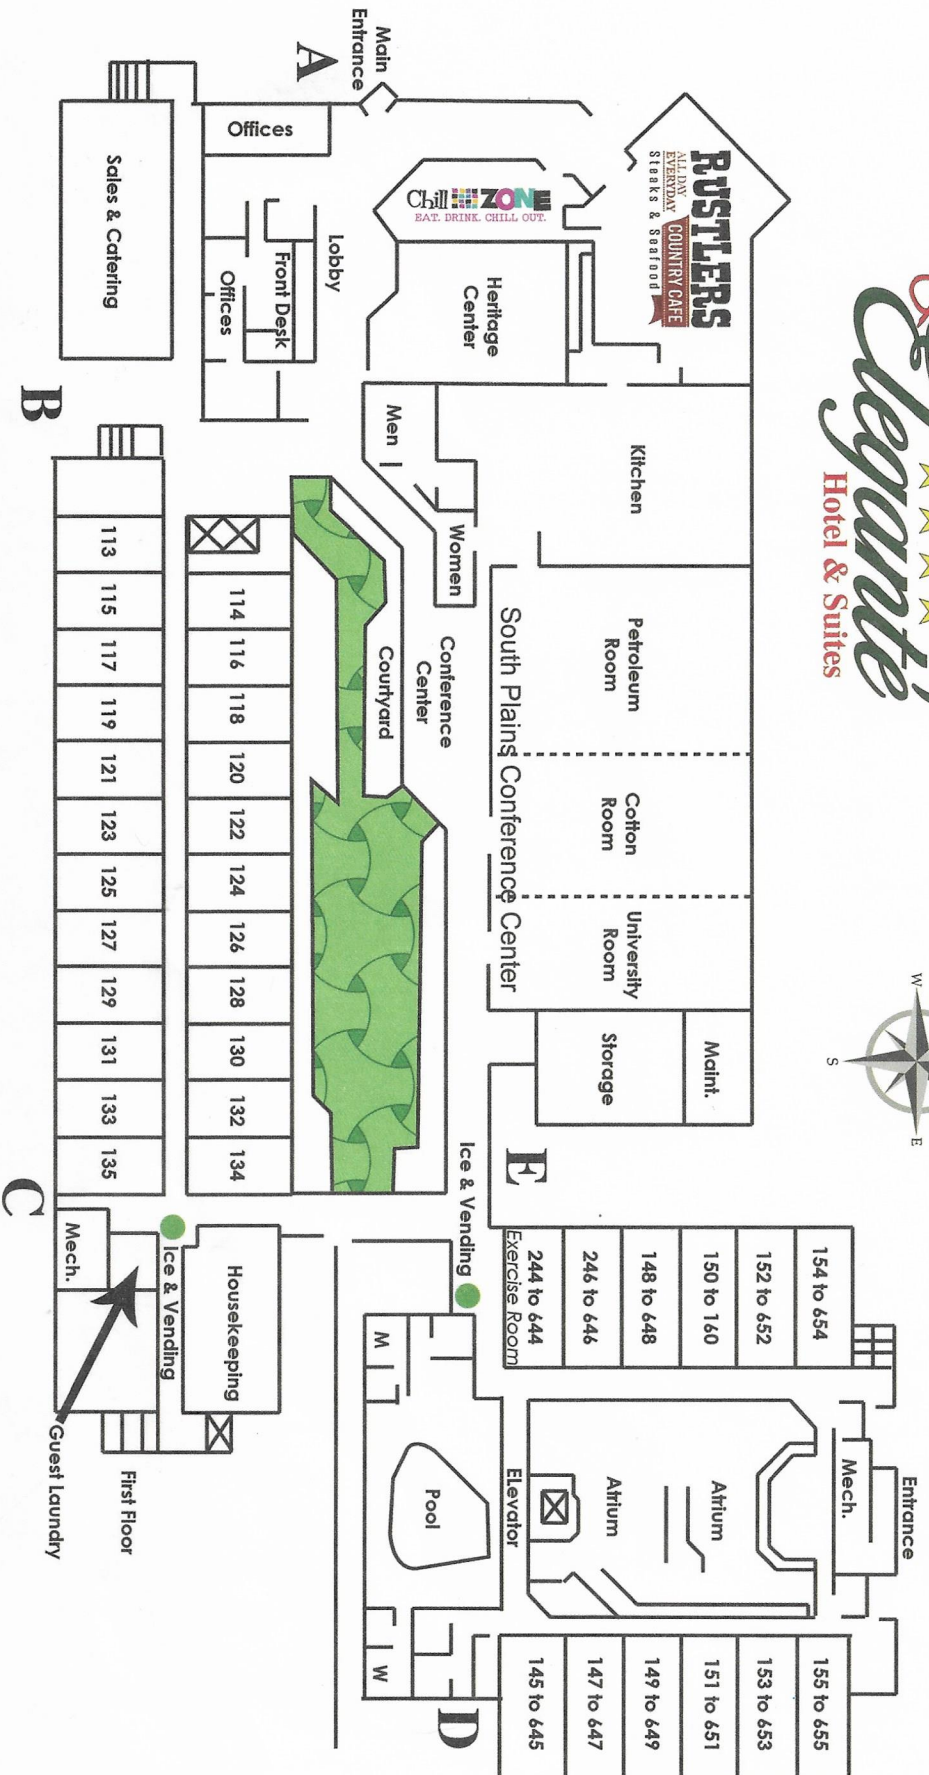 Elegante'
Hotel & Suites
W
S
E
RUSTLERS
ALL DAY
EVERYDAY
COUNTRY CAFE
Steaks & Seafood
Main
Entrance
A
Chill ZONE
EAT. DRINK. CHILL OUT.
Heritage
Center
Kitchen
Petroleum
Room
Cotton
Room
University
Room
Maint.
Storage
South Plains Conference Center
Men
Women
Conference
Center
Courtyard
Offices
Lobby
Front Desk
Offices
Sales & Catering
B
114
116
118
120
122
124
126
128
130
132
134
113
115
117
119
121
123
125
127
129
131
133
135
C
Mech.
Ice & Vending
Housekeeping
Guest Laundry
First Floor
E
Ice & Vending
154 to 654
152 to 652
150 to 160
148 to 648
246 to 646
244 to 644
Exercise Room
Entrance
Mech.
Atrium
Atrium
Elevator
M
Pool
W
D
155 to 655
153 to 653
151 to 651
149 to 649
147 to 647
145 to 645